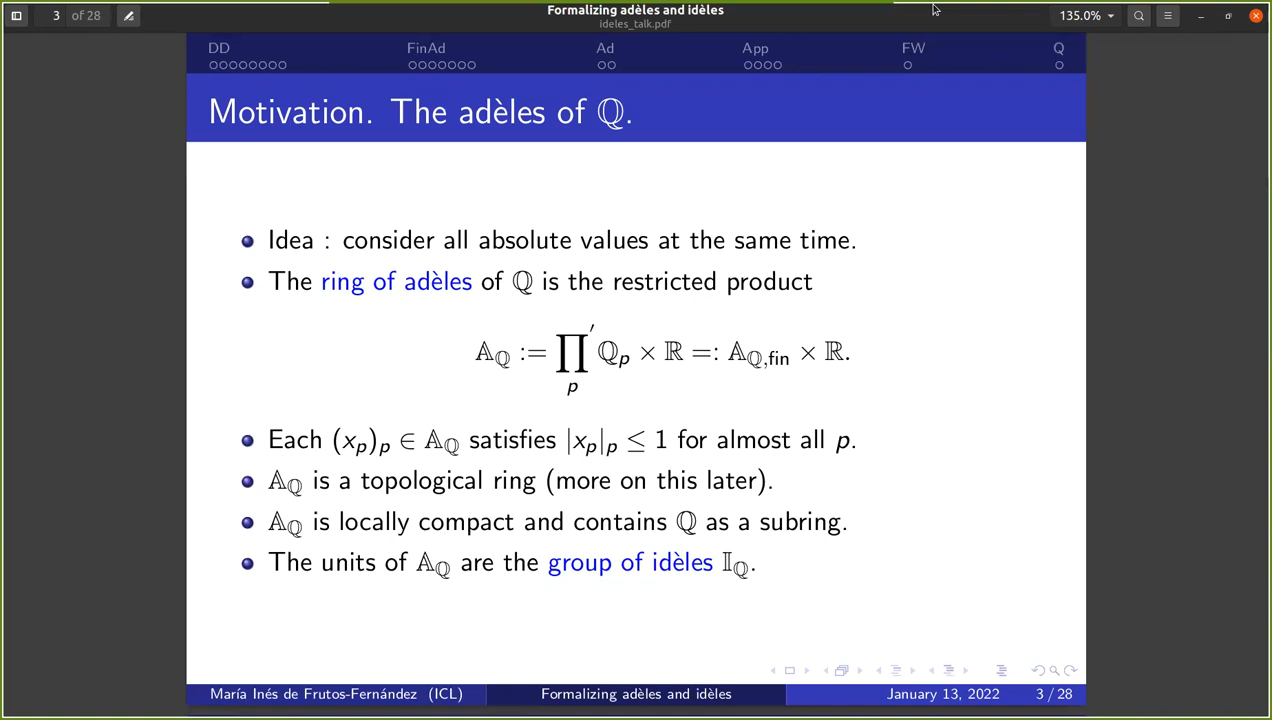 3 of 28
Formalizing adèles and idèles
ideles_talk.pdf
135.0%
DD FinAd Ad App FW Q
Motivation. The adèles of ℚ.
Idea : consider all absolute values at the same time.
The ring of adèles of ℚ is the restricted product
𝔸_ℚ := ∏′_p ℚ_p × ℝ =: 𝔸_{ℚ,fin} × ℝ.
Each (x_p)_p ∈ 𝔸_ℚ satisfies |x_p|_p ≤ 1 for almost all p.
𝔸_ℚ is a topological ring (more on this later).
𝔸_ℚ is locally compact and contains ℚ as a subring.
The units of 𝔸_ℚ are the group of idèles 𝕀_ℚ.
María Inés de Frutos-Fernández (ICL) Formalizing adèles and idèles January 13, 2022 3 / 28